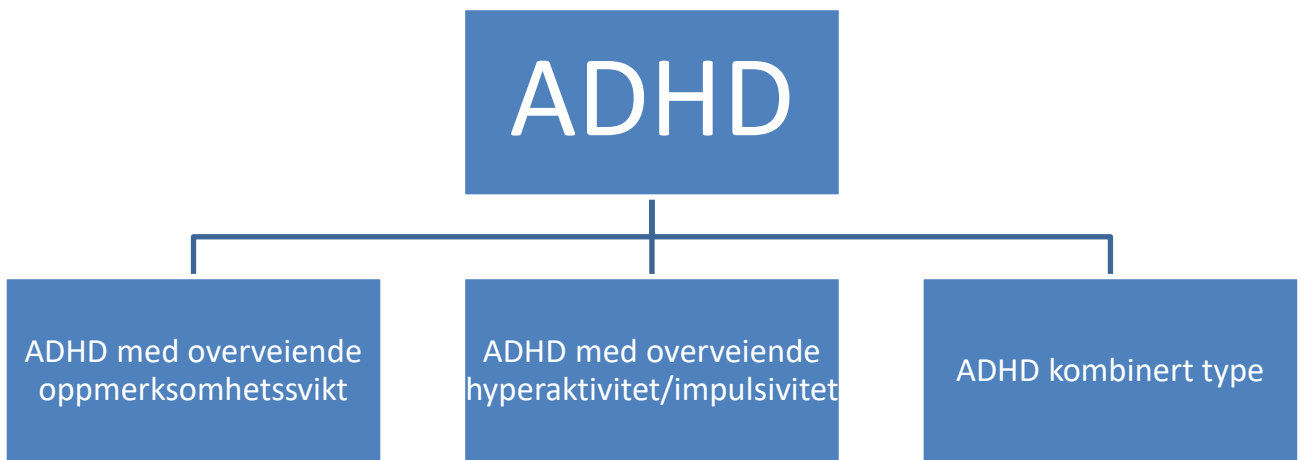 ADHD
ADHD med overveiende
oppmerksomhetssvikt
ADHD med overveiende
hyperaktivitet/impulsivitet
ADHD kombinert type